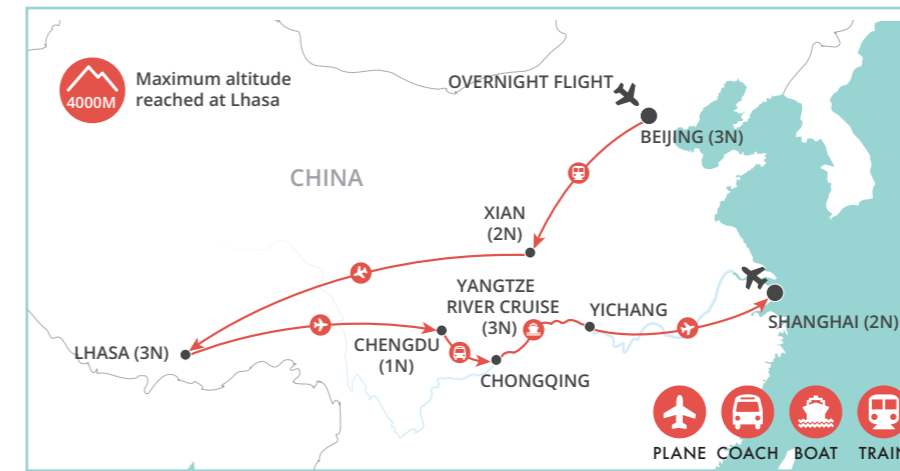 4000M
Maximum altitude
reached at Lhasa
OVERNIGHT FLIGHT
BEIJING (3N)
CHINA
XIAN
(2N)
YANGTZE
RIVER CRUISE
(3N)
YICHANG
SHANGHAI (2N)
LHASA (3N)
CHENGDU
(1N)
CHONGQING
PLANE
COACH
BOAT
TRAIN